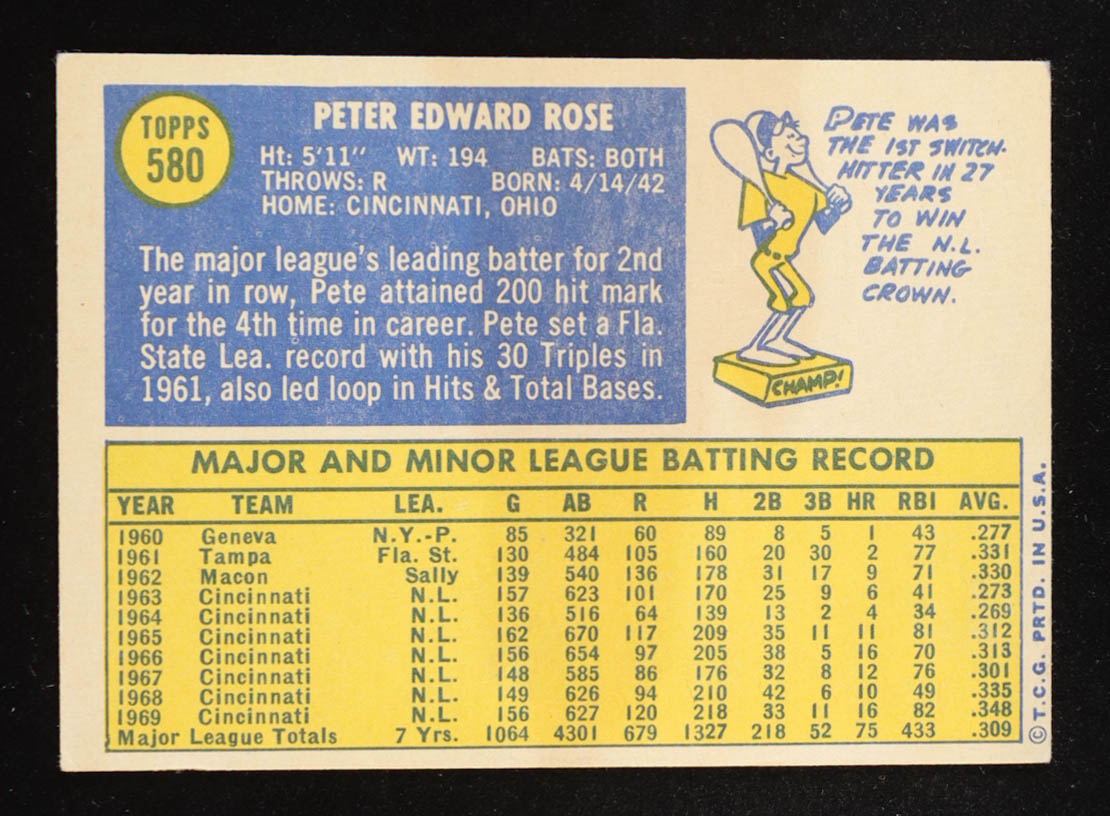 TOPPS
580
PETER EDWARD ROSE
Ht: 5'11" WT: 194 BATS: BOTH
THROWS: R BORN: 4/14/42
HOME: CINCINNATI, OHIO
The major league's leading batter for 2nd
year in row, Pete attained 200 hit mark
for the 4th time in career. Pete set a Fla.
State Lea. record with his 30 Triples in
1961, also led loop in Hits & Total Bases.
PETE WAS
THE 1ST SWITCH-
HITTER IN 27
YEARS
TO WIN
THE N.L.
BATTING
CROWN.
CHAMP!
MAJOR AND MINOR LEAGUE BATTING RECORD
YEAR TEAM LEA. G AB R H 2B 3B HR RBI AVG.
1960 Geneva N.Y.-P. 85 321 60 89 8 5 1 43 .277
1961 Tampa Fla. St. 130 484 105 160 20 30 2 77 .331
1962 Macon Sally 139 540 136 178 31 17 9 71 .330
1963 Cincinnati N.L. 157 623 101 170 25 9 6 41 .273
1964 Cincinnati N.L. 136 516 64 139 13 2 4 34 .269
1965 Cincinnati N.L. 162 670 117 209 35 11 11 81 .312
1966 Cincinnati N.L. 156 654 97 205 38 5 16 70 .313
1967 Cincinnati N.L. 148 585 86 176 32 8 12 76 .301
1968 Cincinnati N.L. 149 626 94 210 42 6 10 49 .335
1969 Cincinnati N.L. 156 627 120 218 33 11 16 82 .348
Major League Totals 7 Yrs. 1064 4301 679 1327 218 52 75 433 .309
©T.C.G. PRTD. IN U.S.A.